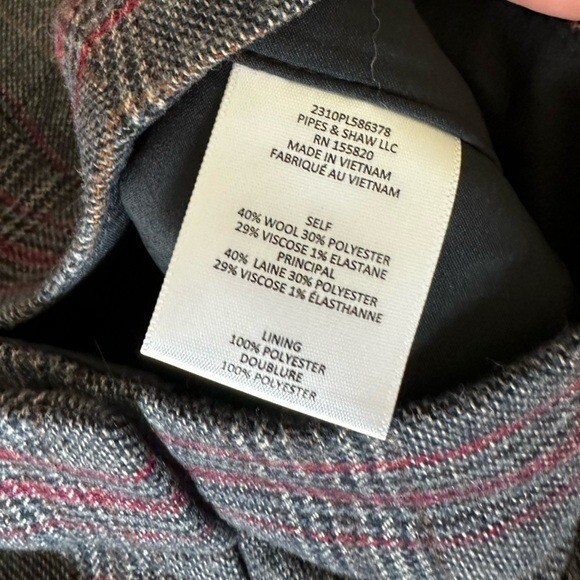 2310PL586378
PIPES & SHAW LLC
RN 155820
MADE IN VIETNAM
FABRIQUÉ AU VIETNAM
SELF
40% WOOL 30% POLYESTER
29% VISCOSE 1% ELASTANE
PRINCIPAL
40% LAINE 30% POLYESTER
29% VISCOSE 1% ÉLASTHANNE
LINING
100% POLYESTER
DOUBLURE
100% POLYESTER